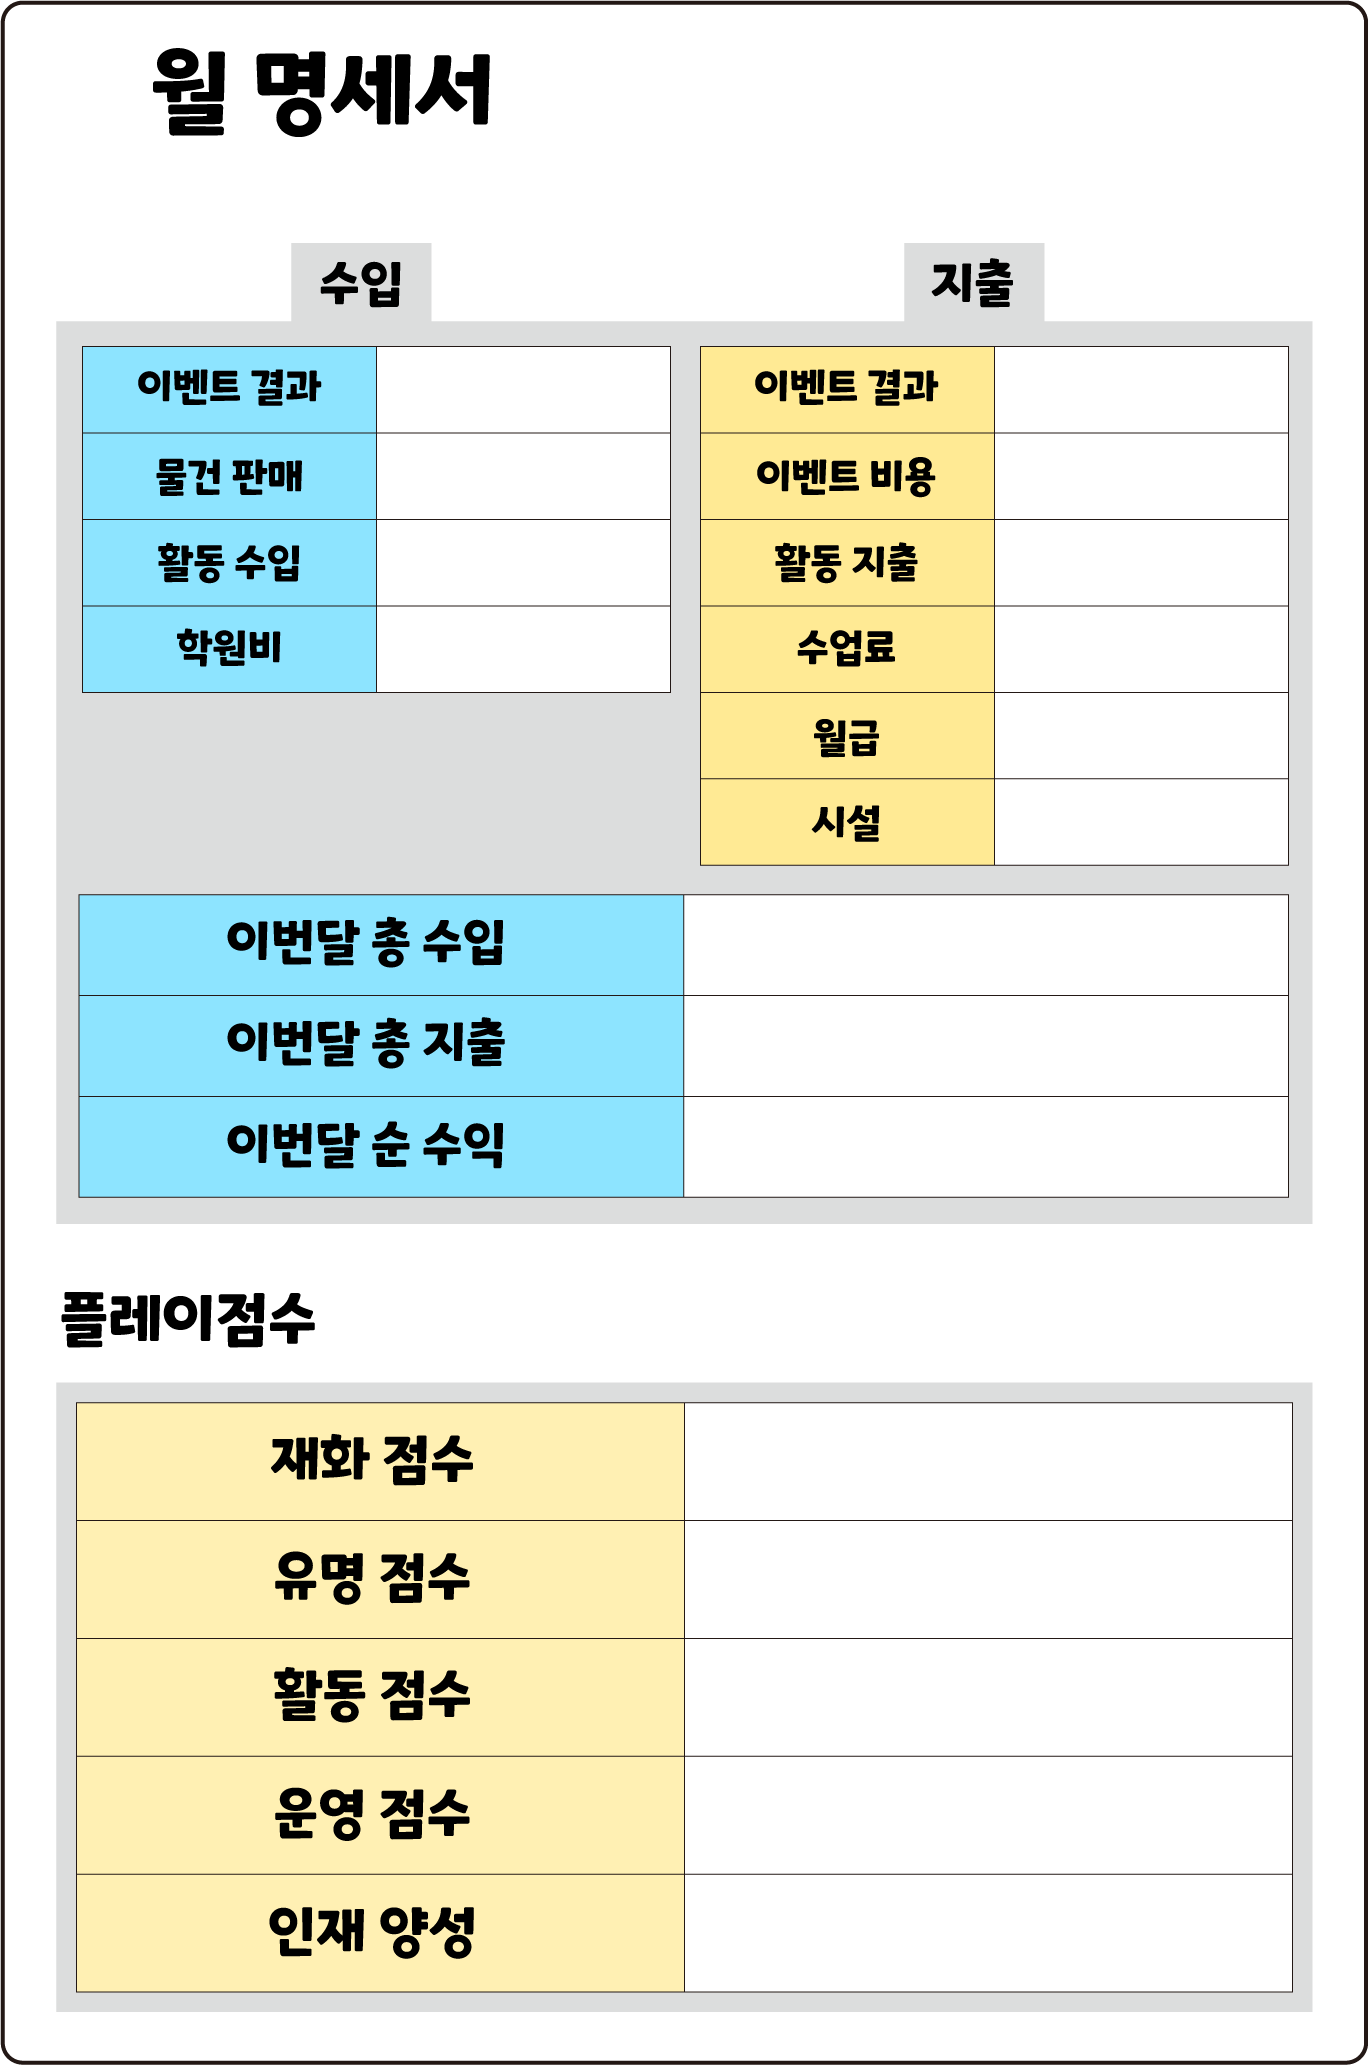 월 명세서
수입
이벤트 결과
물건 판매
활동 수입
학원비
지출
이벤트 결과
이벤트 비용
활동 지출
수업료
월급
시설
이번달 총 수입
이번달 총 지출
이번달 순 수익
플레이점수
재화 점수
유명 점수
활동 점수
운영 점수
인재 양성